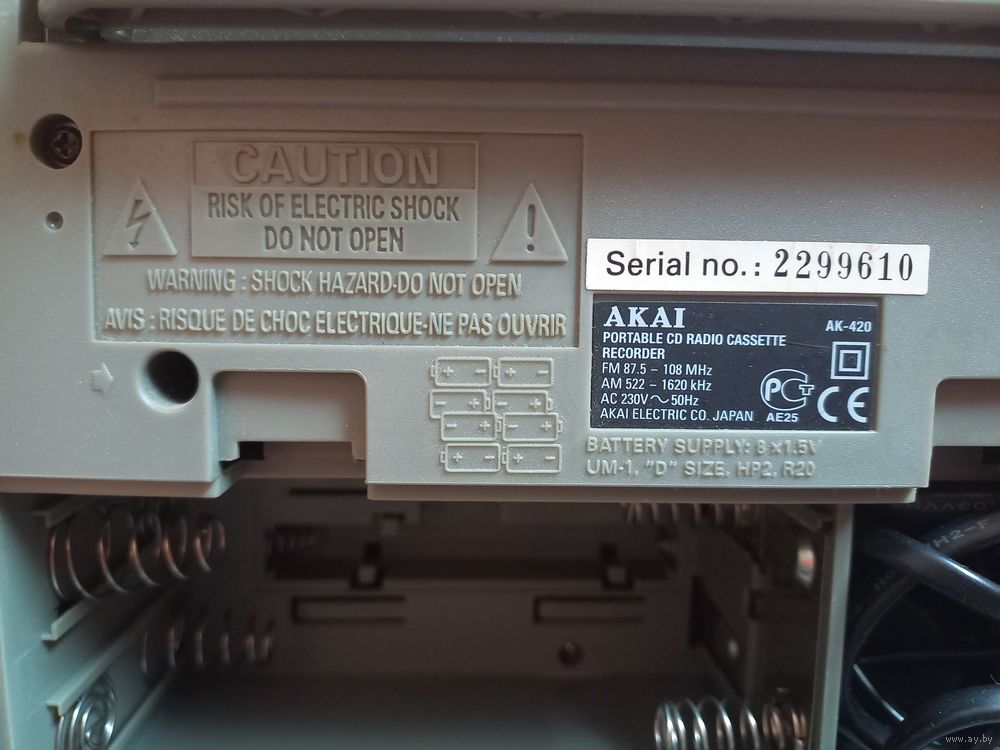 CAUTION
RISK OF ELECTRIC SHOCK
DO NOT OPEN
WARNING : SHOCK HAZARD-DO NOT OPEN
AVIS : RISQUE DE CHOC ELECTRIQUE-NE PAS OUVRIR
Serial no.: 2299610
AKAI
AK-420
PORTABLE CD RADIO CASSETTE
RECORDER
FM 87.5 – 108 MHz
AM 522 – 1620 kHz
AC 230V ~ 50Hz
AKAI ELECTRIC CO. JAPAN
PCT
AE25
CE
BATTERY SUPPLY: 8 x 1.5V
UM-1, "D" SIZE, HP2, R20
www.ay.by